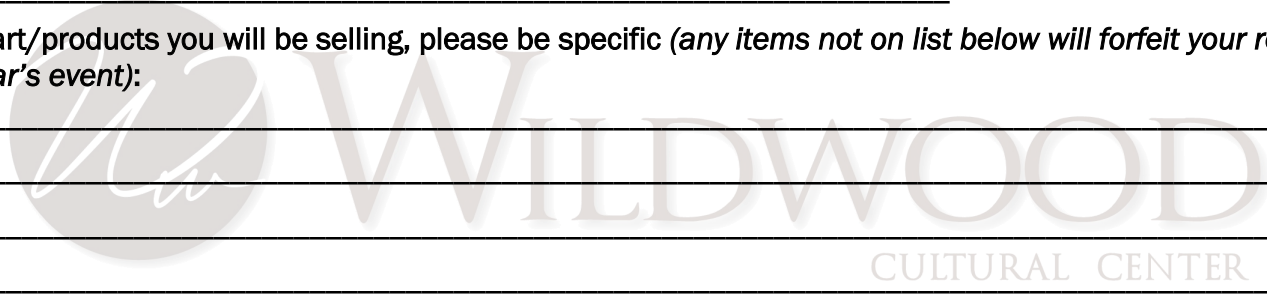 art/products you will be selling, please be specific (any items not on list below will forfeit your r
ar’s event):
WILDWOOD
CULTURAL CENTER